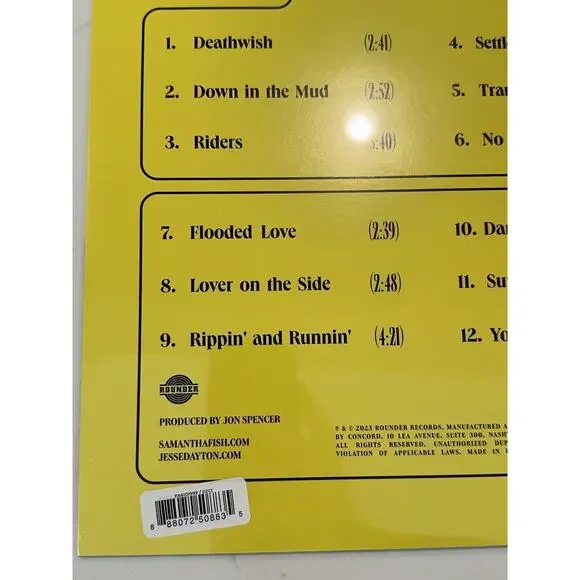 1. Deathwish (2:41) 4. Settl
2. Down in the Mud (2:52) 5. Tra
3. Riders :40) 6. No
7. Flooded Love (2:39) 10. Da
8. Lover on the Side (2:48) 11. Su
9. Rippin' and Runnin' (4:21) 12. Yo
ROUNDER
PRODUCED BY JON SPENCER
SAMANTHAFISH.COM
JESSEDAYTON.COM
℗ & © 2023 ROUNDER RECORDS. MANUFACTURED A
BY CONCORD, 10 LEA AVENUE, SUITE 300, NASH
ALL RIGHTS RESERVED. UNAUTHORIZED DUP
VIOLATION OF APPLICABLE LAWS. MADE IN
8 88072 50883 5